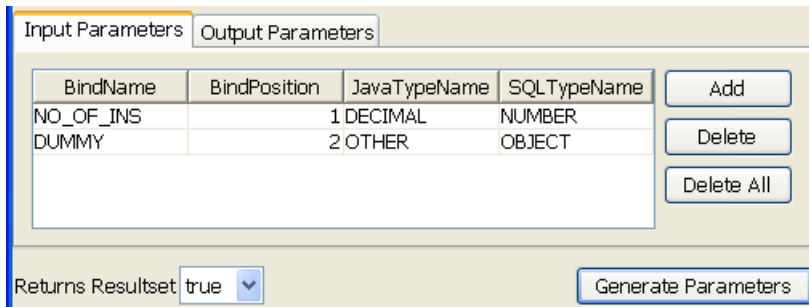 Input Parameters Output Parameters
BindName BindPosition JavaTypeName SQLTypeName
NO_OF_INS 1 DECIMAL NUMBER
DUMMY 2 OTHER OBJECT
Add
Delete
Delete All
Returns Resultset true Generate Parameters